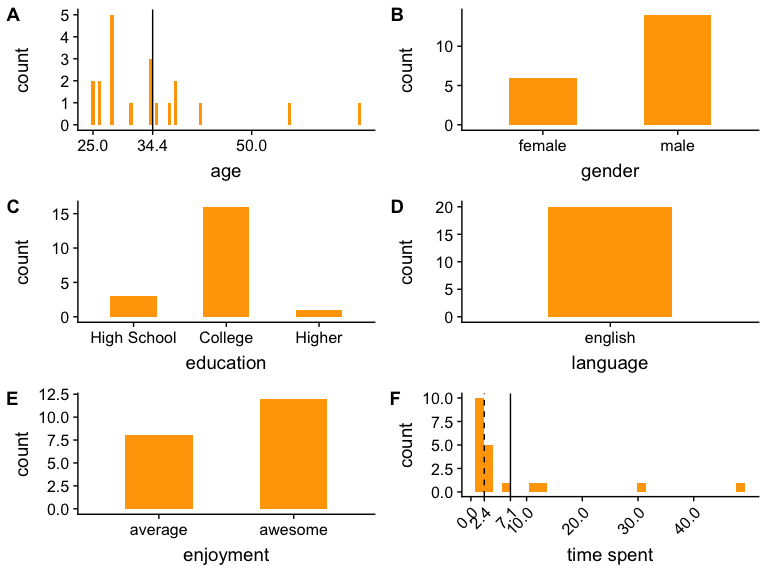 A
count
5
4
3
2
1
0
25.0 34.4 50.0
age
B
count
10
5
0
female male
gender
C
count
15
10
5
0
High School College Higher
education
D
count
20
15
10
5
0
english
language
E
count
12.5
10.0
7.5
5.0
2.5
0.0
average awesome
enjoyment
F
count
10.0
7.5
5.0
2.5
0.0
0.0 2.4 7.1 10.0 20.0 30.0 40.0
time spent